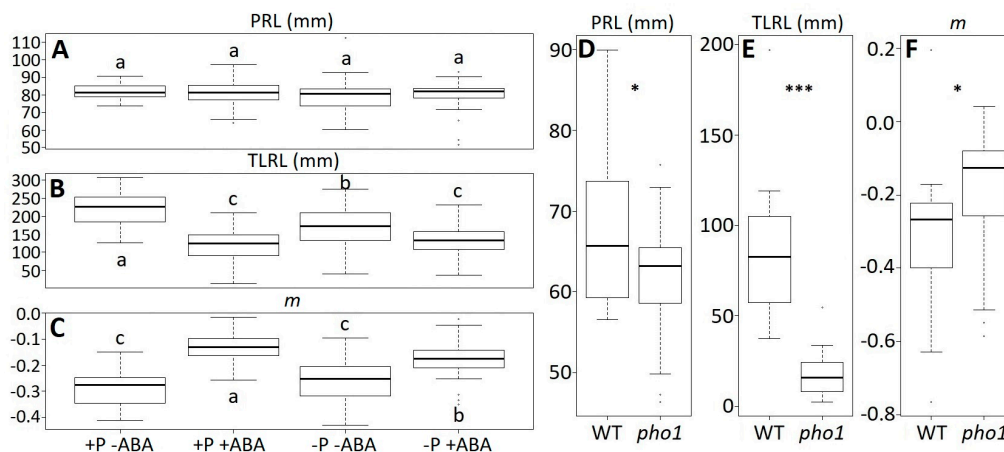 PRL (mm)
A
110
100
90
80
70
60
50
a a a a
TLRL (mm)
B
300
250
200
150
100
50
a c b c
m
C
0.0
-0.1
-0.2
-0.3
-0.4
c a c b
+P -ABA +P +ABA -P -ABA -P +ABA
PRL (mm)
D
90
80
70
60
50
*
WT pho1
TLRL (mm)
E
200
150
100
50
0
***
WT pho1
m
F
0.2
0.0
-0.2
-0.4
-0.6
-0.8
*
WT pho1